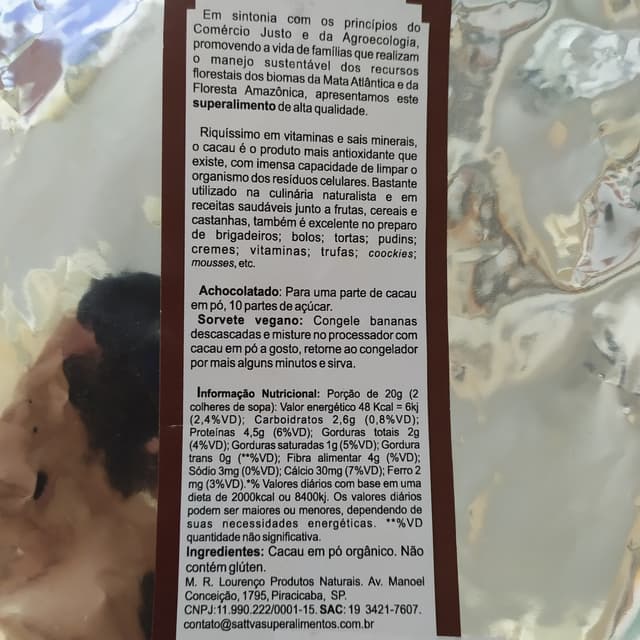 Em sintonia com os princípios do
Comércio Justo e da Agroecologia,
promovendo a vida de famílias que realizam
o manejo sustentável dos recursos
florestais dos biomas da Mata Atlântica e da
Floresta Amazônica, apresentamos este
superalimento de alta qualidade.
Riquíssimo em vitaminas e sais minerais,
o cacau é o produto mais antioxidante que
existe, com imensa capacidade de limpar o
organismo dos resíduos celulares. Bastante
utilizado na culinária naturalista e em
receitas saudáveis junto a frutas, cereais e
castanhas, também é excelente no preparo
de brigadeiros; bolos; tortas; pudins;
cremes; vitaminas; trufas; coockies;
mousses, etc.
Achocolatado: Para uma parte de cacau
em pó, 10 partes de açúcar.
Sorvete vegano: Congele bananas
descascadas e misture no processador com
cacau em pó a gosto, retorne ao congelador
por mais alguns minutos e sirva.
Informação Nutricional: Porção de 20g (2
colheres de sopa): Valor energético 48 Kcal = 6kj
(2,4%VD); Carboidratos 2,6g (0,8%VD);
Proteínas 4,5g (6%VD); Gorduras totais 2g
(4%VD); Gorduras saturadas 1g (5%VD); Gordura
trans 0g (**%VD); Fibra alimentar 4g (%VD);
Sódio 3mg (0%VD); Cálcio 30mg (7%VD); Ferro 2
mg (3%VD).*% Valores diários com base em uma
dieta de 2000kcal ou 8400kj. Os valores diários
podem ser maiores ou menores, dependendo de
suas necessidades energéticas. **%VD
quantidade não significativa.
Ingredientes: Cacau em pó orgânico. Não
contém glúten.
M. R. Lourenço Produtos Naturais. Av. Manoel
Conceição, 1795, Piracicaba, SP.
CNPJ:11.990.222/0001-15. SAC: 19 3421-7607.
contato@sattvasuperalimentos.com.br